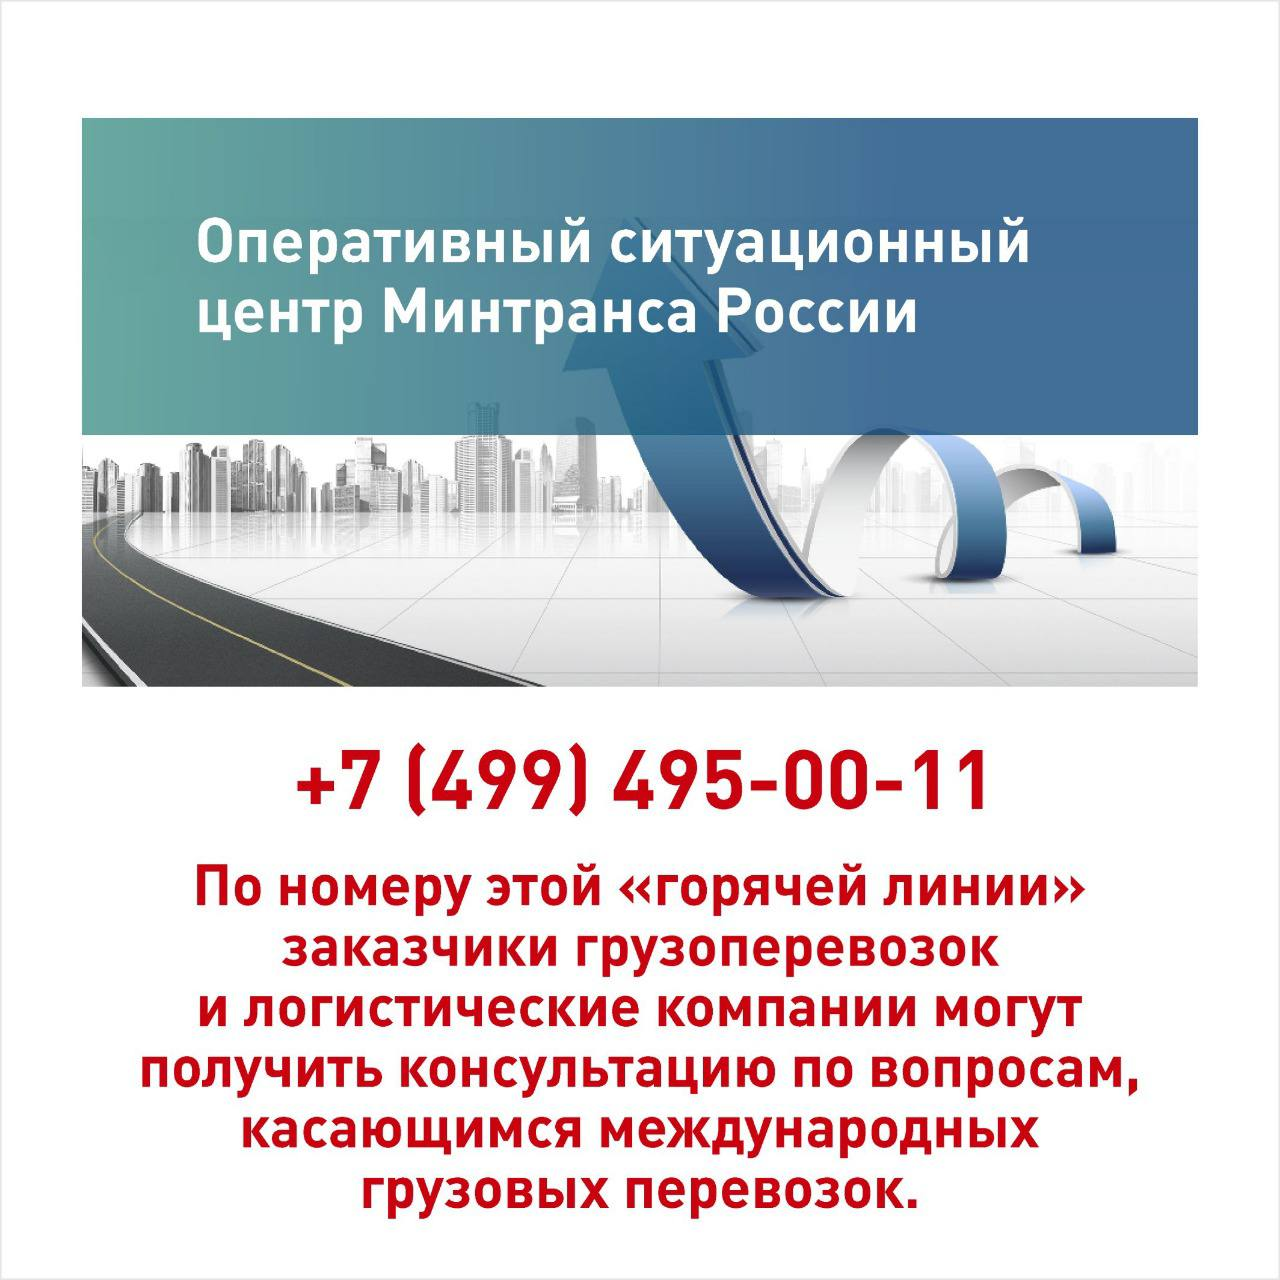 Оперативный ситуационный
центр Минтранса России
+7 (499) 495-00-11
По номеру этой «горячей линии»
заказчики грузоперевозок
и логистические компании могут
получить консультацию по вопросам,
касающимся международных
грузовых перевозок.